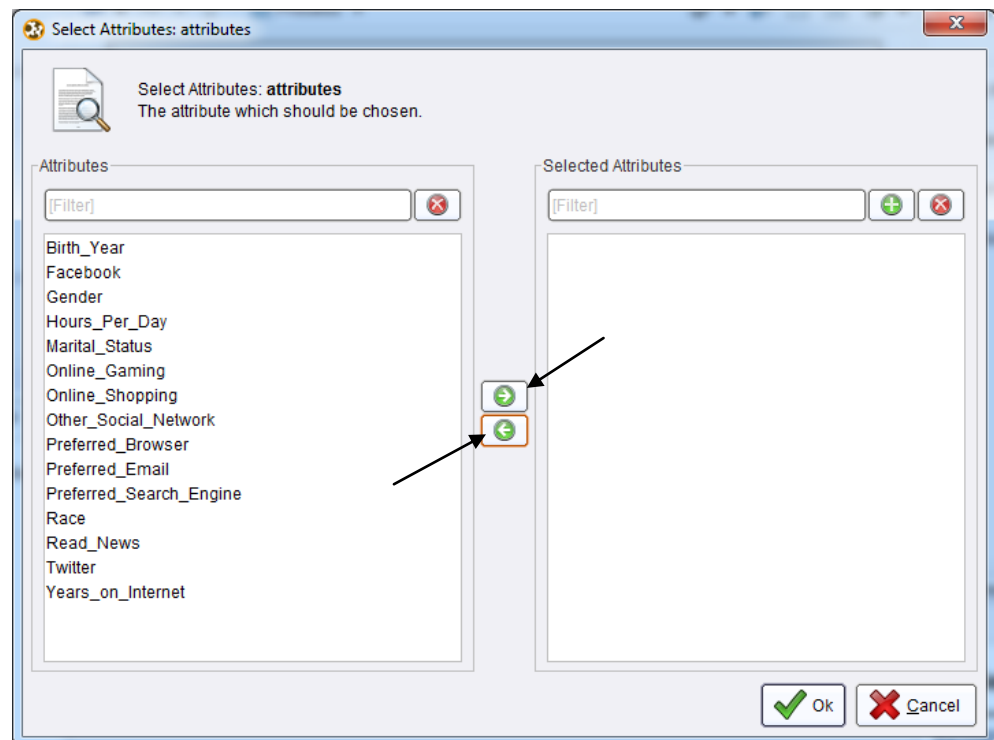 Select Attributes: attributes
Select Attributes: attributes
The attribute which should be chosen.
Attributes
[Filter]
Birth_Year
Facebook
Gender
Hours_Per_Day
Marital_Status
Online_Gaming
Online_Shopping
Other_Social_Network
Preferred_Browser
Preferred_Email
Preferred_Search_Engine
Race
Read_News
Twitter
Years_on_Internet
Selected Attributes
[Filter]
Ok
Cancel